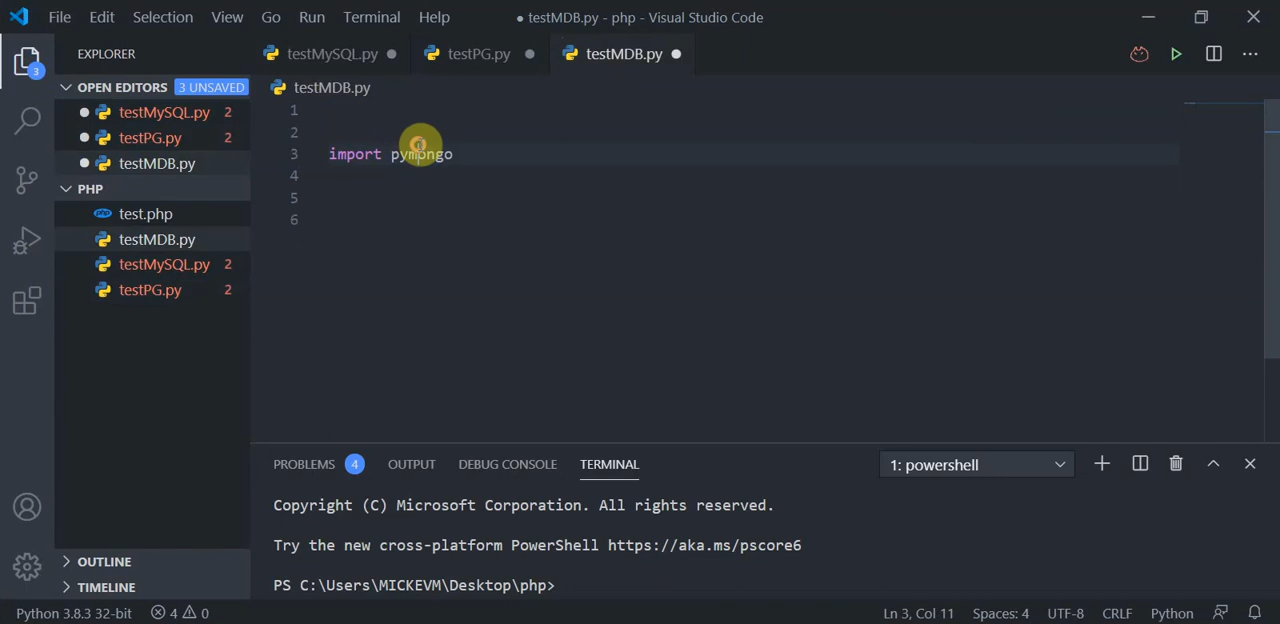 File Edit Selection View Go Run Terminal Help ● testMDB.py - php - Visual Studio Code
EXPLORER
testMySQL.py ● testPG.py ● testMDB.py ●
3
OPEN EDITORS 3 UNSAVED
testMySQL.py 2
testPG.py 2
testMDB.py
PHP
php test.php
testMDB.py
testMySQL.py 2
testPG.py 2
OUTLINE
TIMELINE
testMDB.py
1
2
3 import pymongo
4
5
6
PROBLEMS 4 OUTPUT DEBUG CONSOLE TERMINAL 1: powershell
Copyright (C) Microsoft Corporation. All rights reserved.
Try the new cross-platform PowerShell https://aka.ms/pscore6
PS C:\Users\MICKEVM\Desktop\php>
Python 3.8.3 32-bit 4 0 Ln 3, Col 11 Spaces: 4 UTF-8 CRLF Python